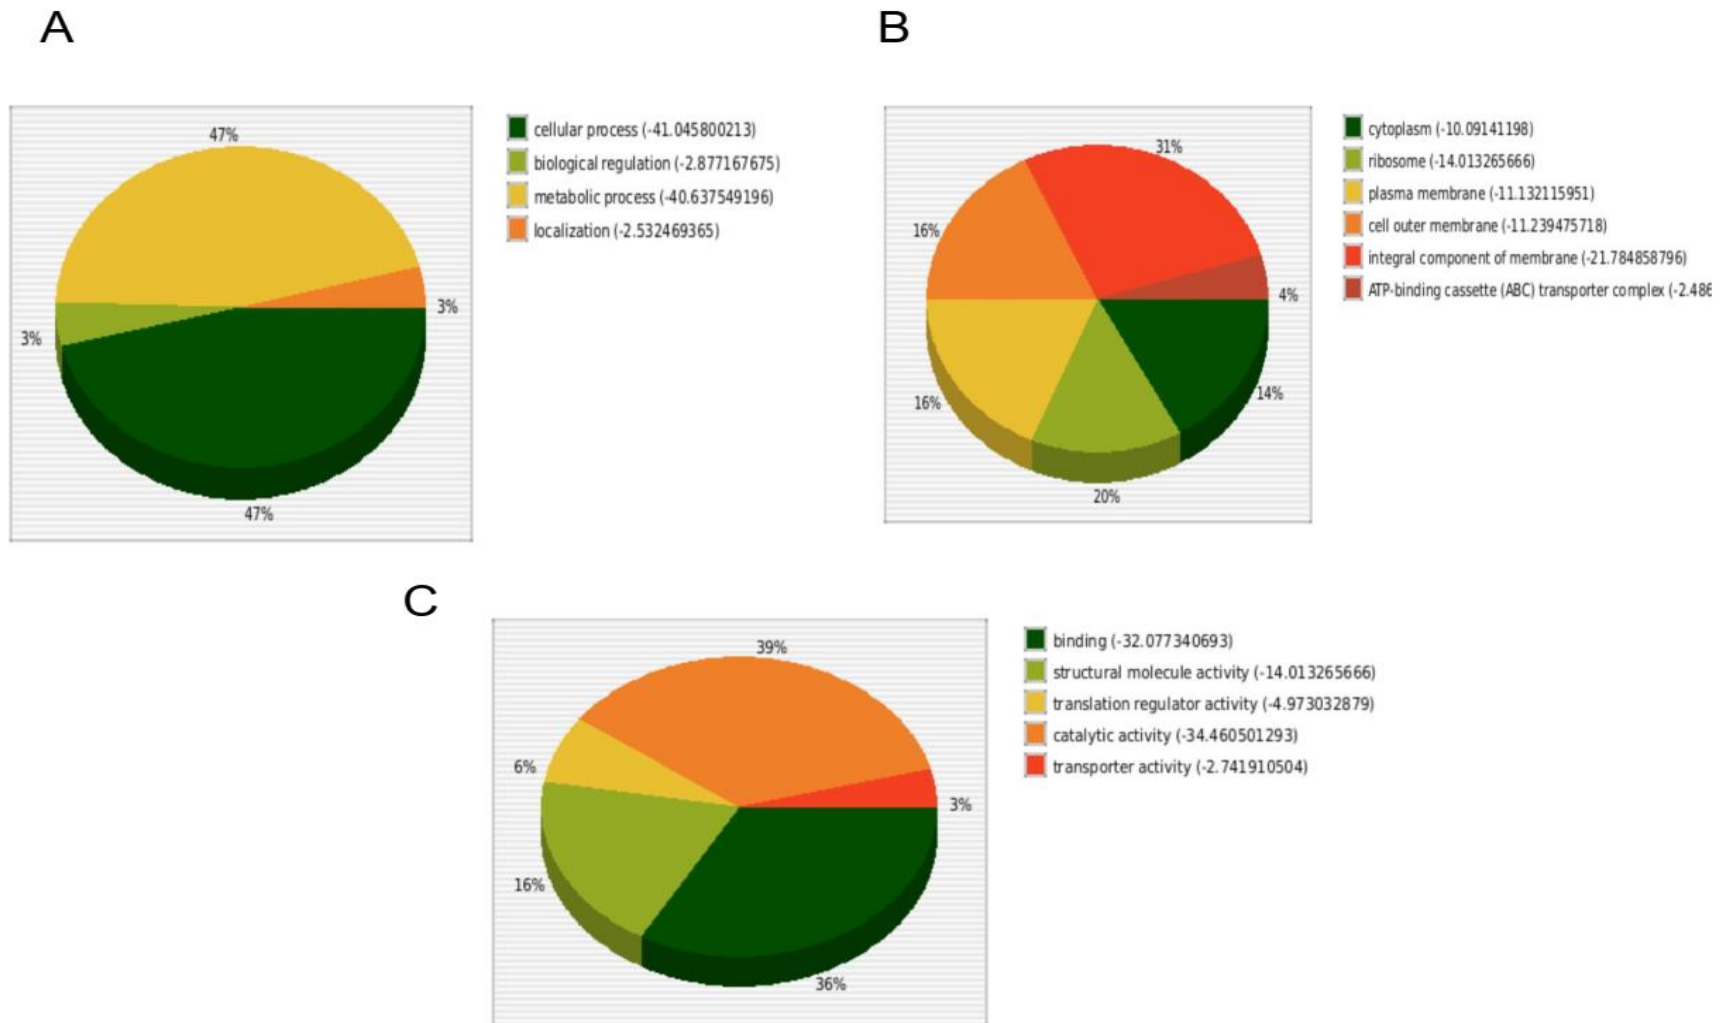 A
47%
3%
3%
47%
cellular process (-41.045800213)
biological regulation (-2.877167675)
metabolic process (-40.637549196)
localization (-2.532469365)
B
31%
16%
4%
14%
16%
20%
cytoplasm (-10.09141198)
ribosome (-14.013265666)
plasma membrane (-11.132115951)
cell outer membrane (-11.239475718)
integral component of membrane (-21.784858796)
ATP-binding cassette (ABC) transporter complex (-2.486
C
39%
6%
3%
16%
36%
binding (-32.077340693)
structural molecule activity (-14.013265666)
translation regulator activity (-4.973032879)
catalytic activity (-34.460501293)
transporter activity (-2.741910504)